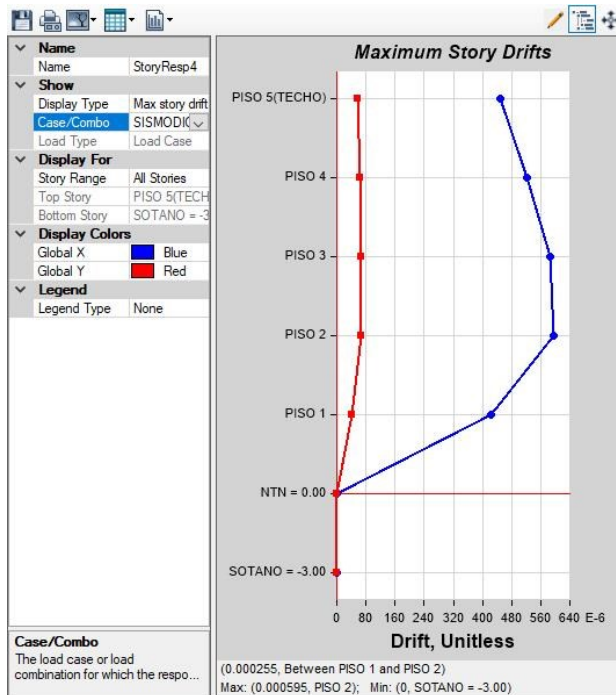 Name
Name StoryResp4
Show
Display Type Max story drift
Case/Combo SISMODIC
Load Type Load Case
Display For
Story Range All Stories
Top Story PISO 5(TECH
Bottom Story SOTANO = -3
Display Colors
Global X Blue
Global Y Red
Legend
Legend Type None
Case/Combo
The load case or load
combination for which the respo...
Maximum Story Drifts
PISO 5(TECHO)
PISO 4
PISO 3
PISO 2
PISO 1
NTN = 0.00
SOTANO = -3.00
0 80 160 240 320 400 480 560 640 E-6
Drift, Unitless
(0.000255, Between PISO 1 and PISO 2)
Max: (0.000595, PISO 2); Min: (0, SOTANO = -3.00)